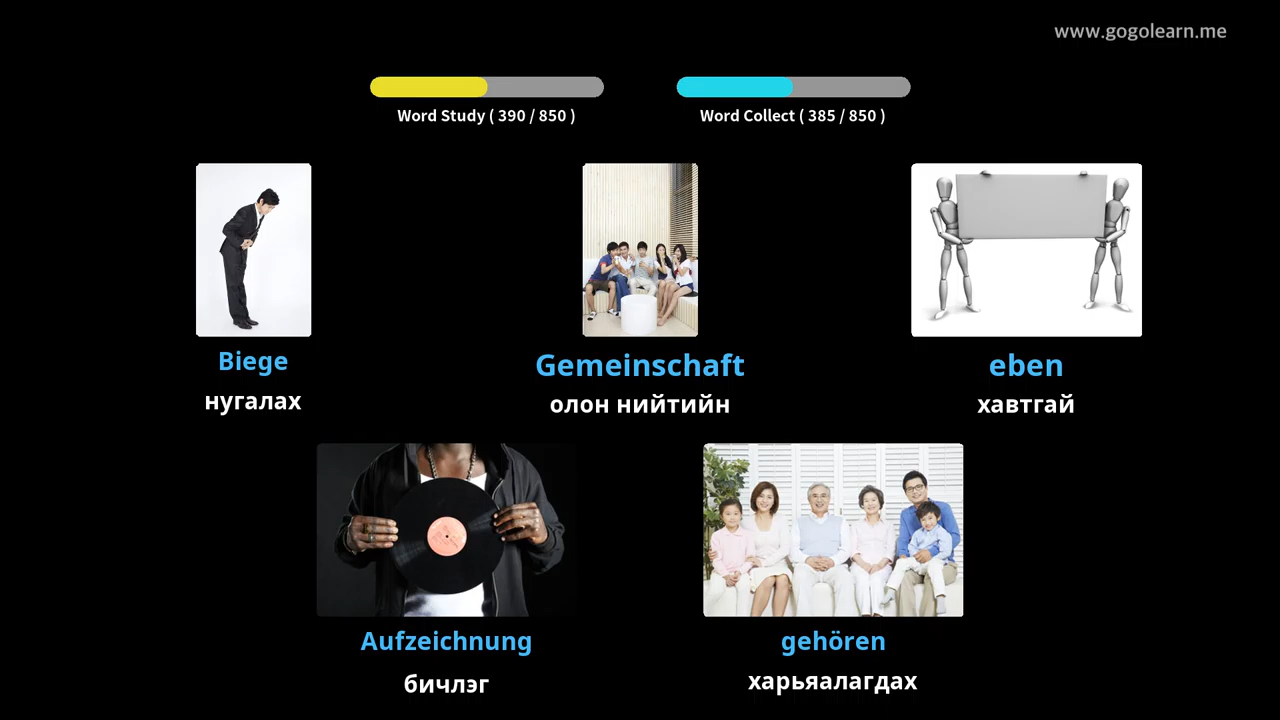 www.gogolearn.me
Word Study ( 390 / 850 )
Word Collect ( 385 / 850 )
Biege
нугалах
Gemeinschaft
олон нийтийн
eben
хавтгай
Aufzeichnung
бичлэг
gehören
харьяалагдах